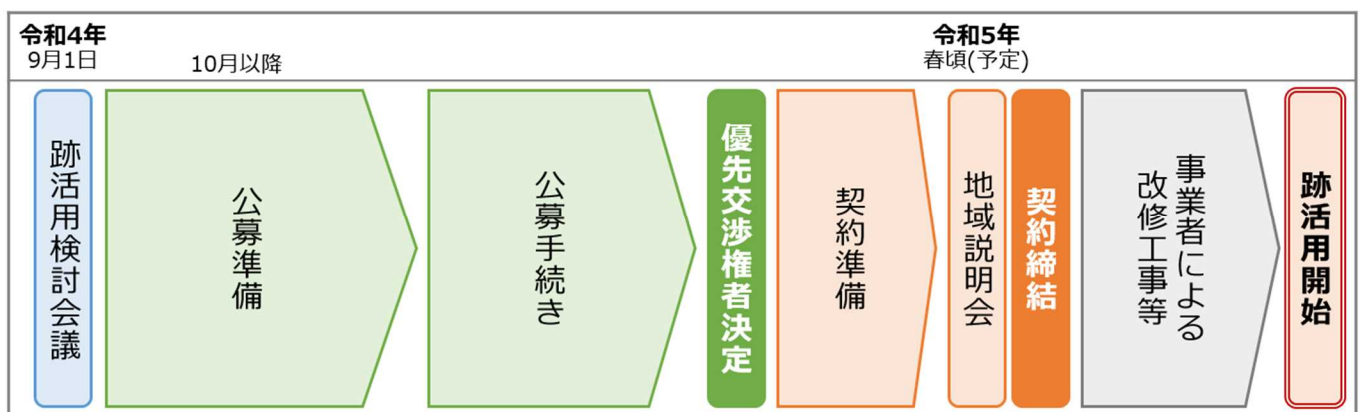 令和4年
9月1日
10月以降
令和5年
春頃(予定)
跡活用検討会議
公募準備
公募手続き
優先交渉権者決定
契約準備
地域説明会
契約締結
事業者による
改修工事等
跡活用開始